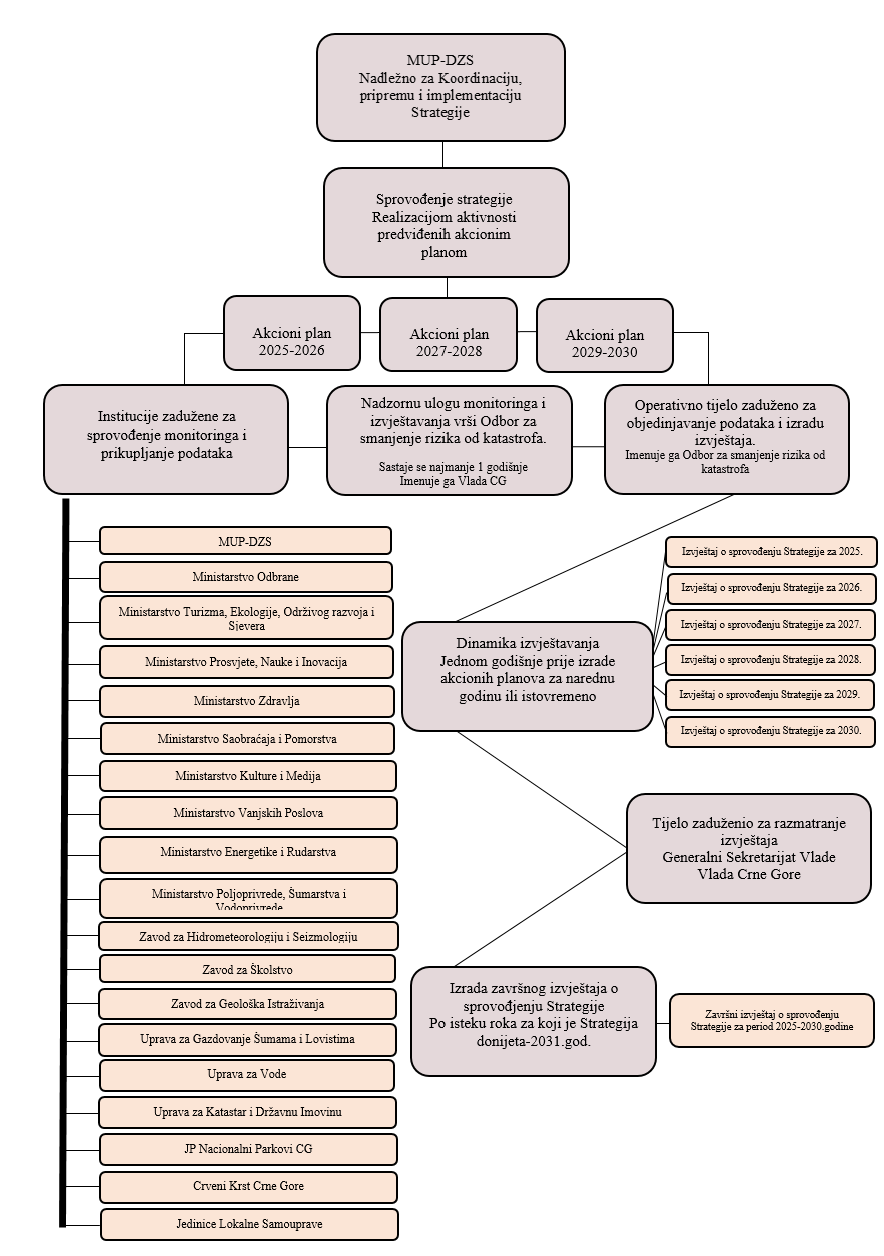 MUP-DZS
Nadležno za Koordinaciju,
pripremu i implementaciju
Strategije
Sprovođenje strategije
Realizacijom aktivnosti
predviđenih akcionim
planom
Akcioni plan
2025-2026
Akcioni plan
2027-2028
Akcioni plan
2029-2030
Institucije zadužene za
sprovođenje monitoringa i
prikupljanje podataka
Nadzornu ulogu monitoringa i
izvještavanja vrši Odbor za
smanjenje rizika od katastrofa.
Sastaje se najmanje 1 godišnje
Imenuje ga Vlada CG
Operativno tijelo zaduženo za
objedinjavanje podataka i izradu
izvještaja.
Imenuje ga Odbor za smanjenje rizika od
katastrofa
MUP-DZS
Ministarstvo Odbrane
Ministarstvo Turizma, Ekologije, Održivog razvoja i
Sjevera
Ministarstvo Prosvjete, Nauke i Inovacija
Ministarstvo Zdravlja
Ministarstvo Saobraćaja i Pomorstva
Ministarstvo Kulture i Medija
Ministarstvo Vanjskih Poslova
Ministarstvo Energetike i Rudarstva
Ministarstvo Poljoprivrede, Šumarstva i
Vodoprivrede
Zavod za Hidrometeorologiju i Seizmologiju
Zavod za Školstvo
Zavod za Geološka Istraživanja
Uprava za Gazdovanje Šumama i Lovistima
Uprava za Vode
Uprava za Katastar i Državnu Imovinu
JP Nacionalni Parkovi CG
Crveni Krst Crne Gore
Jedinice Lokalne Samouprave
Dinamika izvještavanja
Jednom godišnje prije izrade
akcionih planova za narednu
godinu ili istovremeno
Izvještaj o sprovođenju Strategije za 2025.
Izvještaj o sprovođenju Strategije za 2026.
Izvještaj o sprovođenju Strategije za 2027.
Izvještaj o sprovođenju Strategije za 2028.
Izvještaj o sprovođenju Strategije za 2029.
Izvještaj o sprovođenju Strategije za 2030.
Tijelo zaduženio za razmatranje
izvještaja
Generalni Sekretarijat Vlade
Vlada Crne Gore
Izrada završnog izvještaja o
sprovodjenju Strategije
Po isteku roka za koji je Strategija
donijeta-2031.god.
Završni izvještaj o sprovođenju
Strategije za period 2025-2030.godine